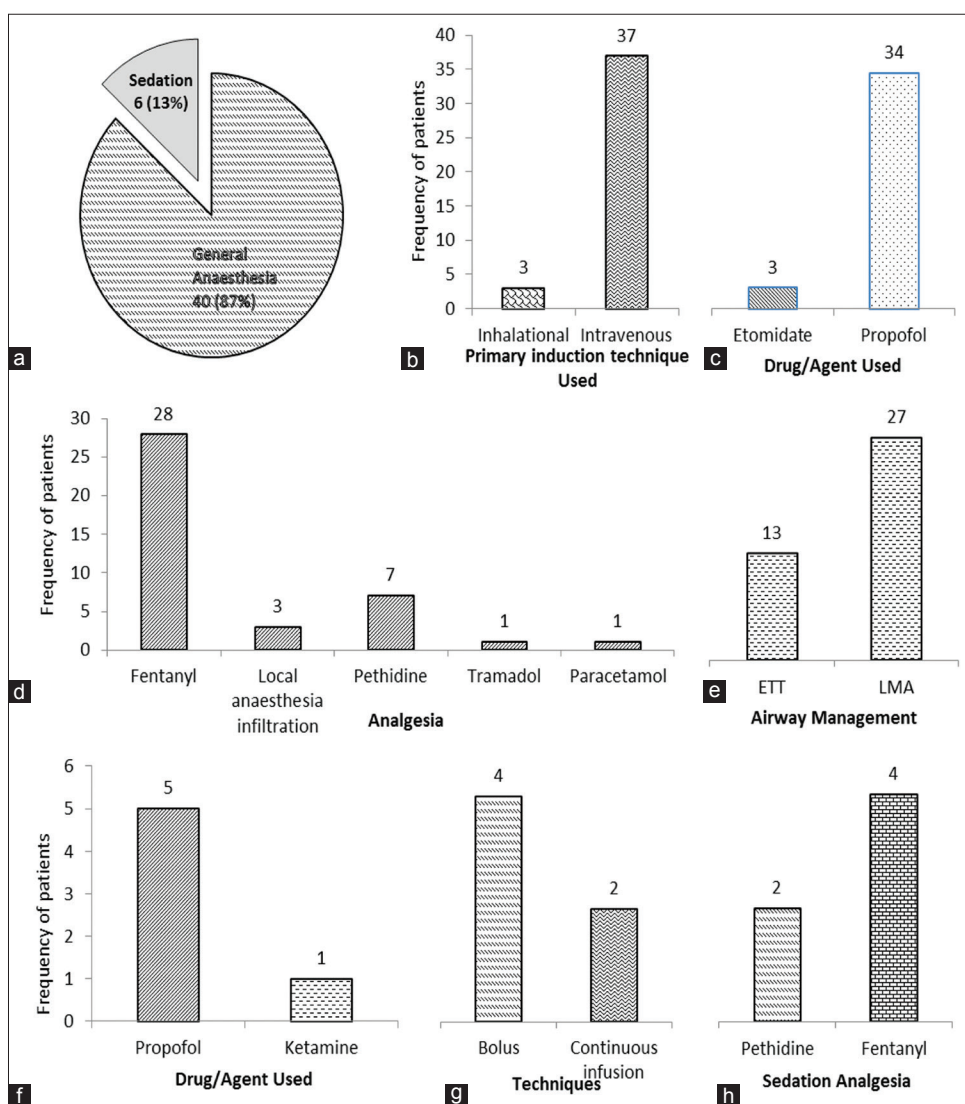 Sedation
6 (13%)
General
Anaesthesia
40 (87%)
a
Frequency of patients
40
35
30
25
20
15
10
5
0
3
37
Inhalational Intravenous
Primary induction technique
Used
b
3
34
Etomidate Propofol
Drug/Agent Used
c
Frequency of patients
30
25
20
15
10
5
0
28
3
7
1
1
Fentanyl
Local
anaesthesia
infiltration
Pethidine
Tramadol
Paracetamol
Analgesia
d
13
27
ETT LMA
Airway Management
e
Frequency of patients
6
5
4
3
2
1
0
5
1
Propofol Ketamine
Drug/Agent Used
f
4
2
Bolus
Continuous
infusion
Techniques
g
2
4
Pethidine Fentanyl
Sedation Analgesia
h